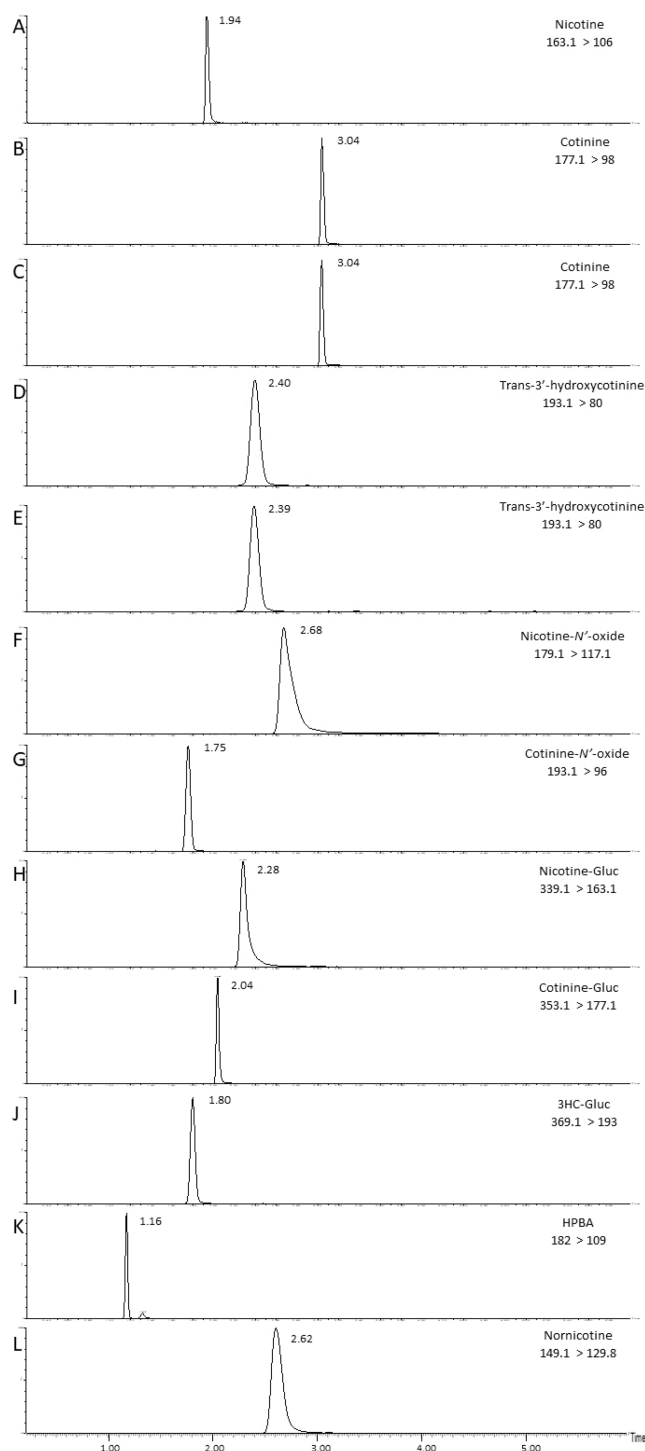 A
1.94
Nicotine
163.1 > 106
B
3.04
Cotinine
177.1 > 98
C
3.04
Cotinine
177.1 > 98
D
2.40
Trans-3′-hydroxycotinine
193.1 > 80
E
2.39
Trans-3′-hydroxycotinine
193.1 > 80
F
2.68
Nicotine-N′-oxide
179.1 > 117.1
G
1.75
Cotinine-N′-oxide
193.1 > 96
H
2.28
Nicotine-Gluc
339.1 > 163.1
I
2.04
Cotinine-Gluc
353.1 > 177.1
J
1.80
3HC-Gluc
369.1 > 193
K
1.16
HPBA
182 > 109
L
2.62
Nornicotine
149.1 > 129.8
Time
1.00 2.00 3.00 4.00 5.00